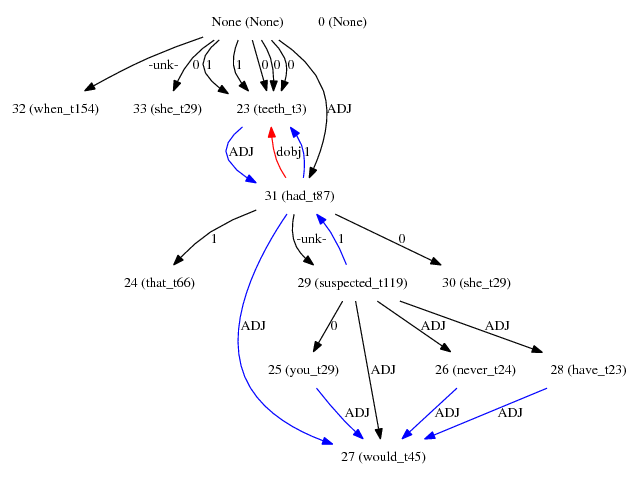 None (None) 0 (None)
-unk- 0 1 1 0 0 0
32 (when_t154) 33 (she_t29) 23 (teeth_t3) ADJ
ADJ dobj 1
31 (had_t87)
1 -unk- 1 0
24 (that_t66) 29 (suspected_t119) 30 (she_t29)
ADJ 0 ADJ ADJ
25 (you_t29) ADJ 26 (never_t24) 28 (have_t23)
ADJ ADJ ADJ
27 (would_t45)